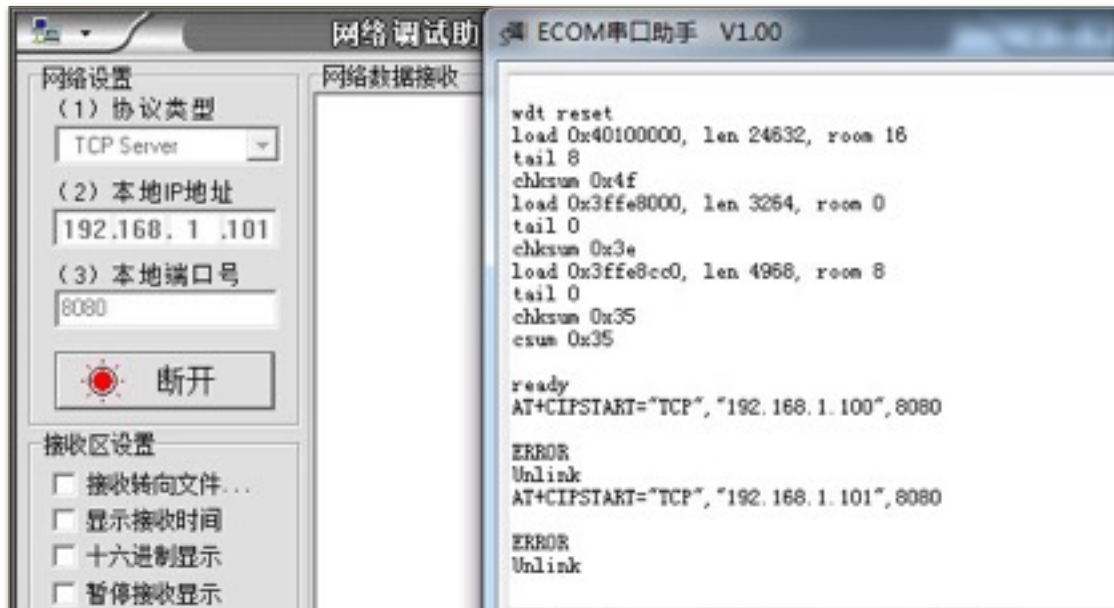 网络调试助
网络设置
(1) 协议类型
TCP Server
(2) 本地IP地址
192.168. 1 .101
(3) 本地端口号
8080
断开
接收区设置
接收转向文件...
显示接收时间
十六进制显示
暂停接收显示
网络数据接收
ECOM串口助手 V1.00
wdt reset
load 0x40100000, len 24632, room 16
tail 8
chksum 0x4f
load 0x3ffe8000, len 3264, room 0
tail 0
chksum 0x3e
load 0x3ffe8cc0, len 4968, room 8
tail 0
chksum 0x35
csum 0x35
ready
AT+CIPSTART="TCP","192.168.1.100",8080
ERROR
Unlink
AT+CIPSTART="TCP","192.168.1.101",8080
ERROR
Unlink